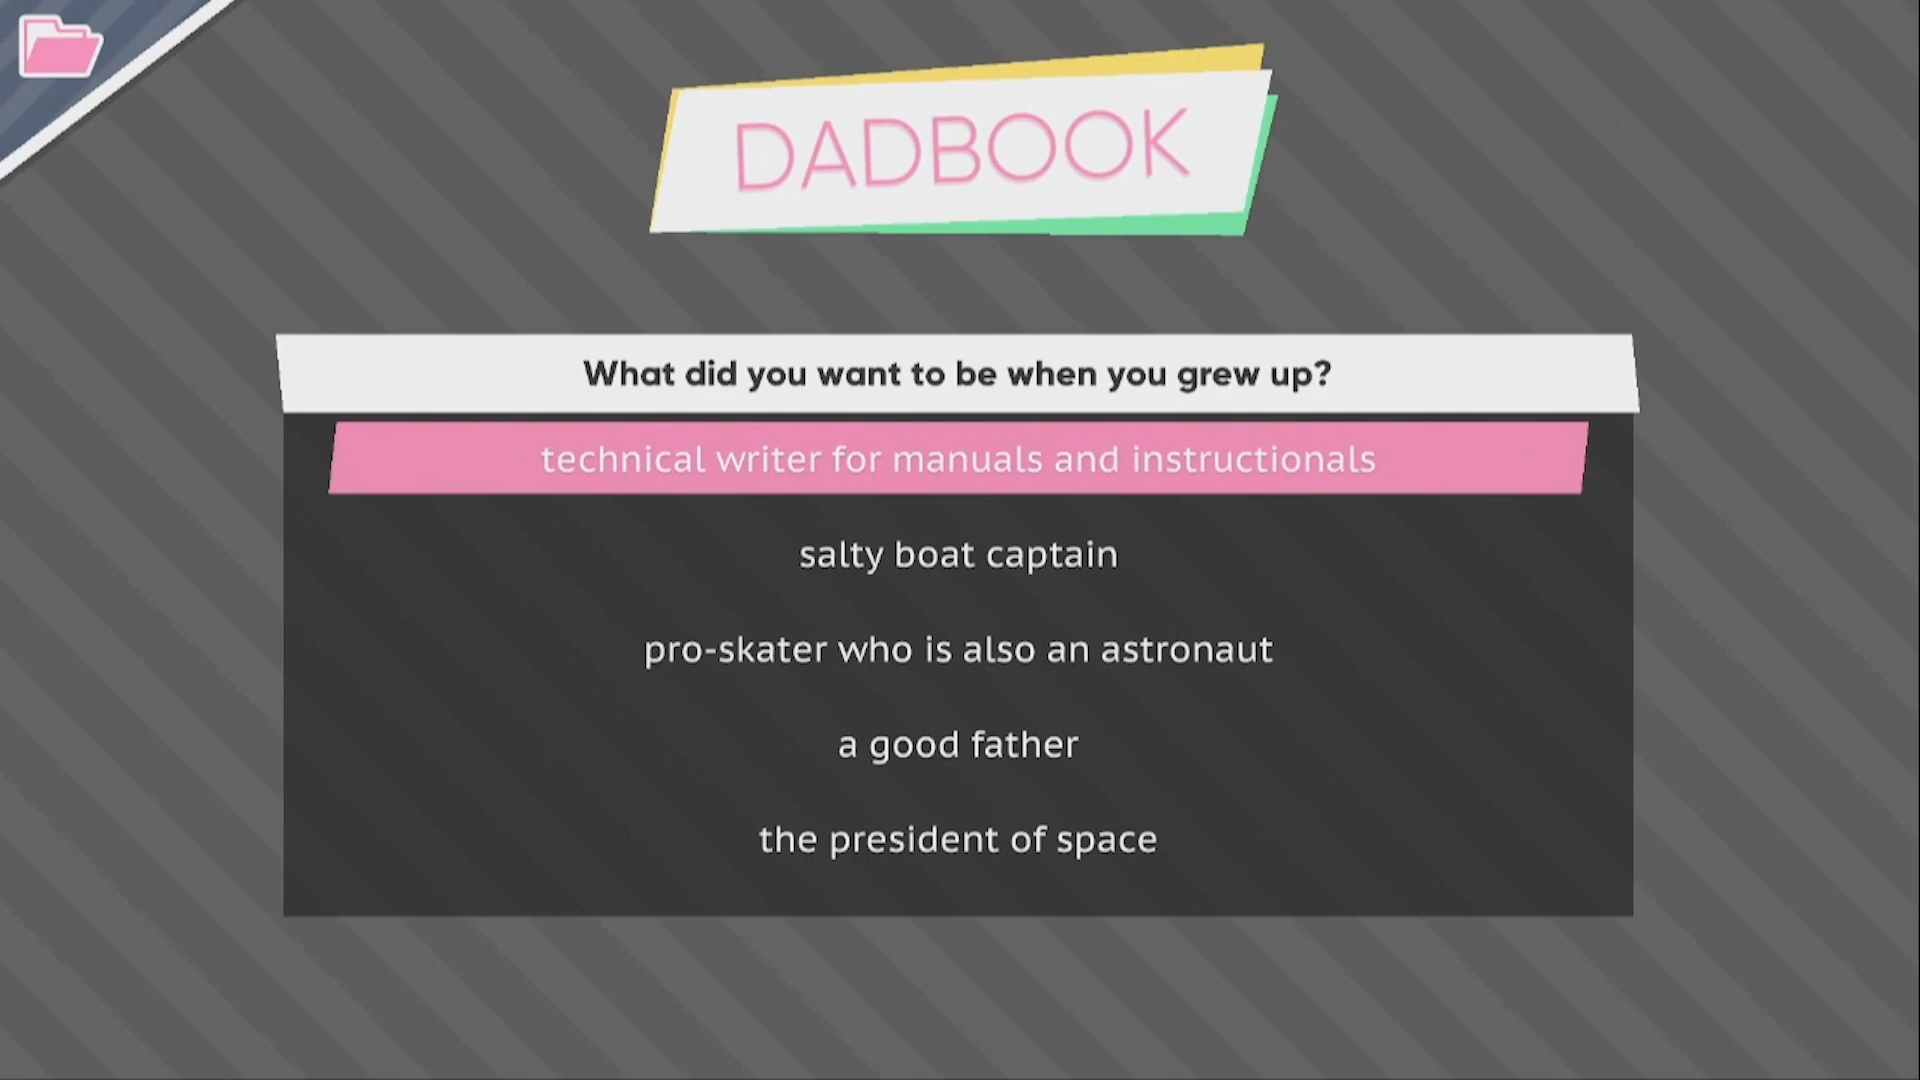 DADBOOK
What did you want to be when you grew up?
technical writer for manuals and instructionals
salty boat captain
pro-skater who is also an astronaut
a good father
the president of space